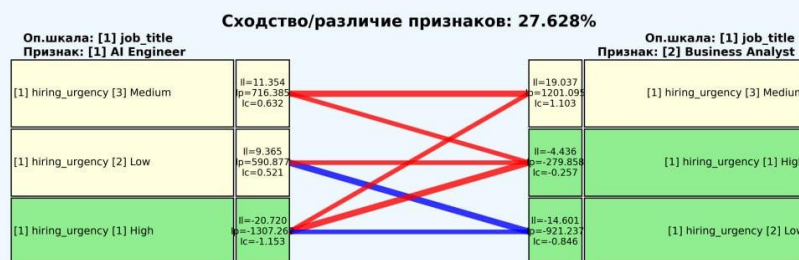 Сходство/различие признаков: 27.628%
Оп.шкала: [1] job_title
Признак: [1] AI Engineer
Оп.шкала: [1] job_title
Признак: [2] Business Analyst
[1] hiring_urgency [3] Medium
Il=11.354
Ip=716.385
Ic=0.632
Il=19.037
Ip=1201.095
Ic=1.103
[1] hiring_urgency [3] Medium
[1] hiring_urgency [2] Low
Il=9.365
Ip=590.877
Ic=0.521
Il=-4.436
Ip=-279.858
Ic=-0.257
[1] hiring_urgency [1] High
[1] hiring_urgency [1] High
Il=-20.720
Ip=-1307.26
Ic=-1.153
Il=-14.601
Ip=-921.237
Ic=-0.846
[1] hiring_urgency [2] Low